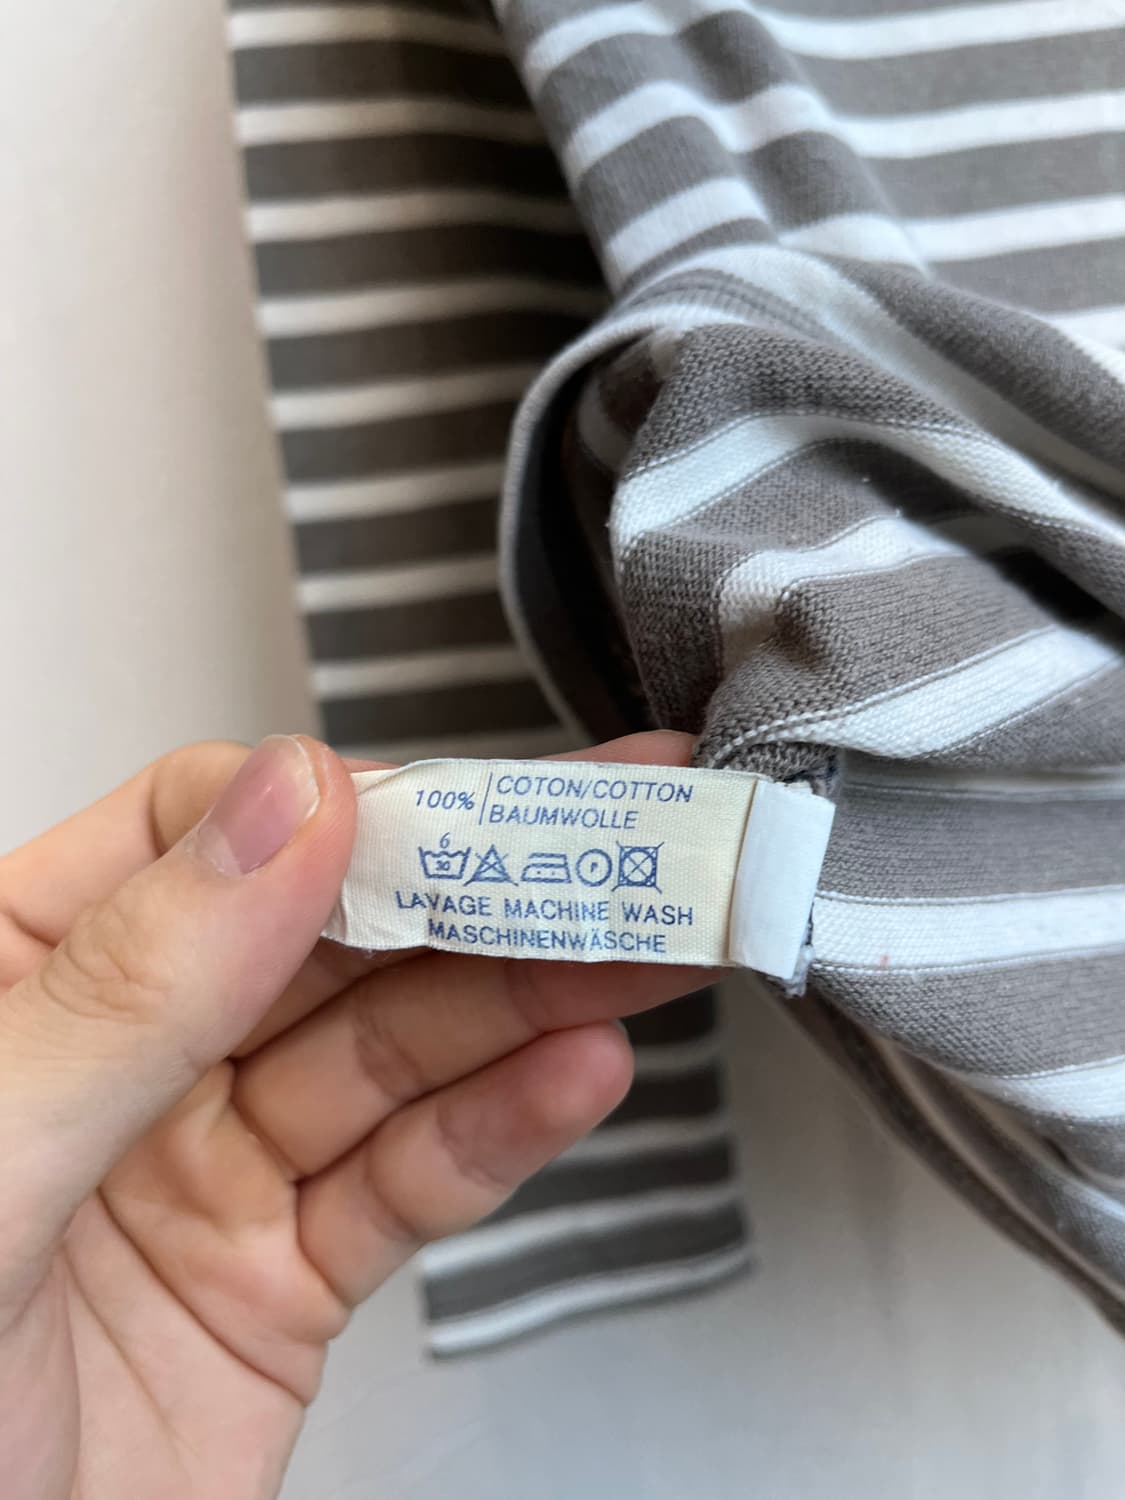 100% COTON/COTTON
BAUMWOLLE
6
30
P
LAVAGE MACHINE WASH
MASCHINENWÄSCHE